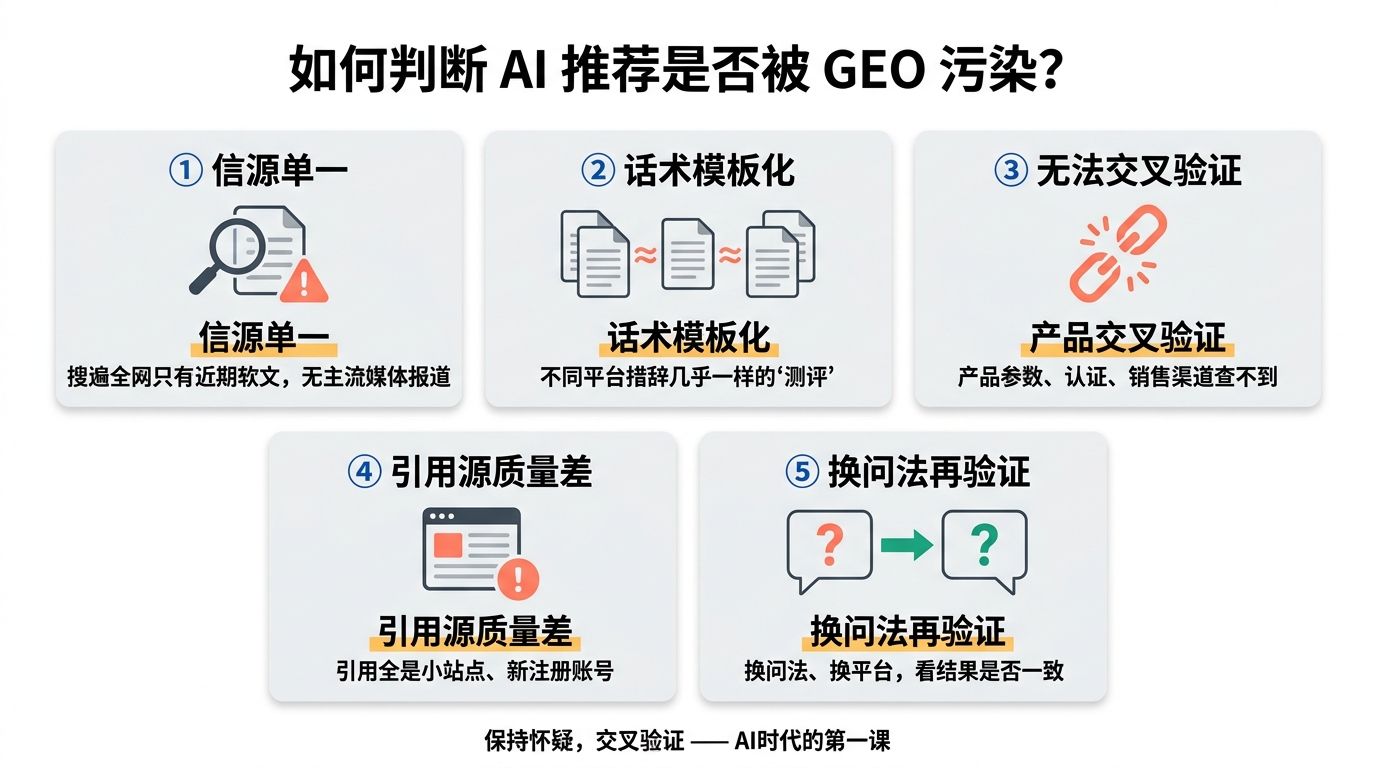 如何判断 AI 推荐是否被 GEO 污染？
① 信源单一
信源单一
搜遍全网只有近期软文，无主流媒体报道
② 话术模板化
话术模板化
不同平台措辞几乎一样的‘测评’
③ 无法交叉验证
产品交叉验证
产品参数、认证、销售渠道查不到
④ 引用源质量差
引用源质量差
引用全是小站点、新注册账号
⑤ 换问法再验证
换问法再验证
换问法、换平台，看结果是否一致
保持怀疑，交叉验证 —— AI时代的第一课